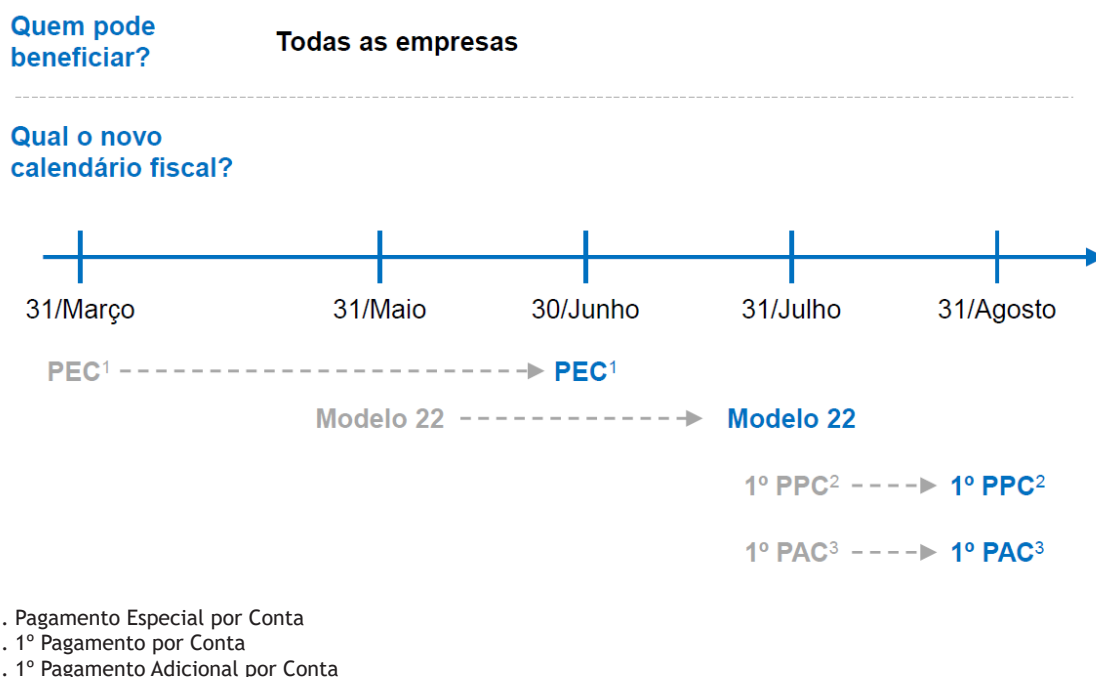 Quem pode
beneficiar?
Todas as empresas
Qual o novo
calendário fiscal?
31/Março 31/Maio 30/Junho 31/Julho 31/Agosto
PEC¹ PEC¹
Modelo 22 Modelo 22
1º PPC² 1º PPC²
1º PAC³ 1º PAC³
. Pagamento Especial por Conta
. 1º Pagamento por Conta
. 1º Pagamento Adicional por Conta